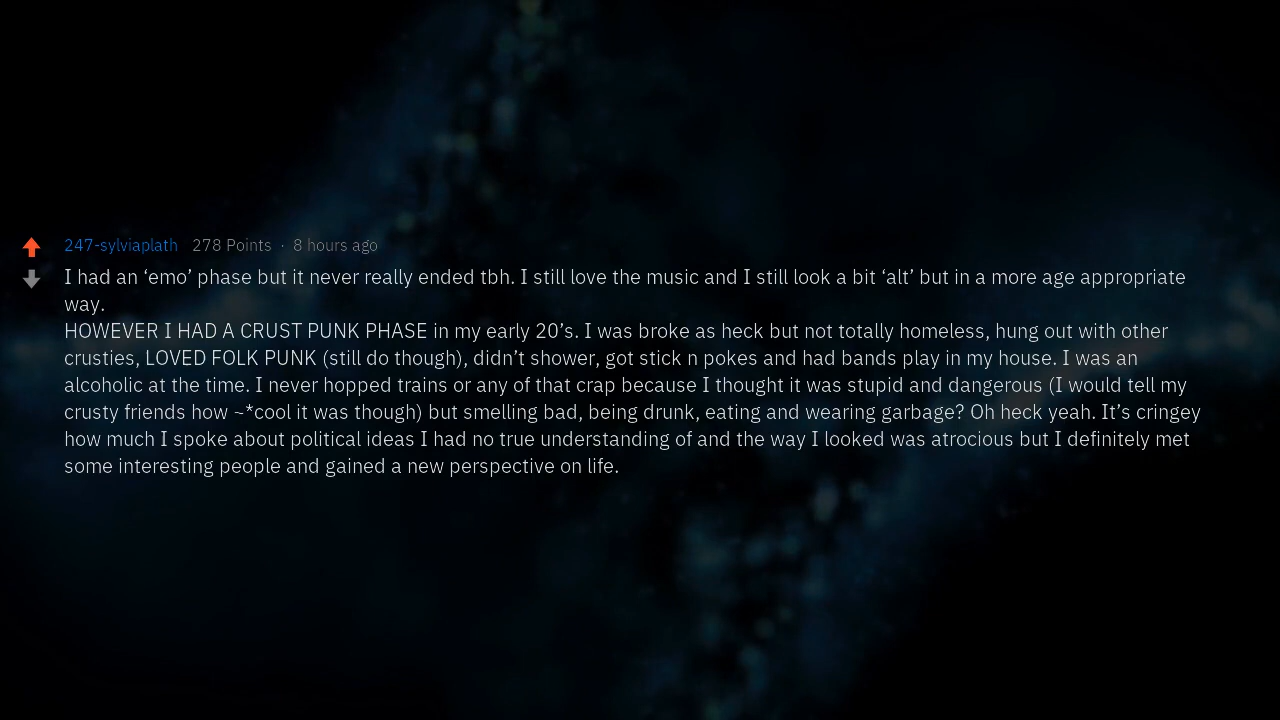 247-sylviaplath 278 Points · 8 hours ago
I had an ‘emo’ phase but it never really ended tbh. I still love the music and I still look a bit ‘alt’ but in a more age appropriate
way.
HOWEVER I HAD A CRUST PUNK PHASE in my early 20’s. I was broke as heck but not totally homeless, hung out with other
crusties, LOVED FOLK PUNK (still do though), didn’t shower, got stick n pokes and had bands play in my house. I was an
alcoholic at the time. I never hopped trains or any of that crap because I thought it was stupid and dangerous (I would tell my
crusty friends how ~*cool it was though) but smelling bad, being drunk, eating and wearing garbage? Oh heck yeah. It’s cringey
how much I spoke about political ideas I had no true understanding of and the way I looked was atrocious but I definitely met
some interesting people and gained a new perspective on life.